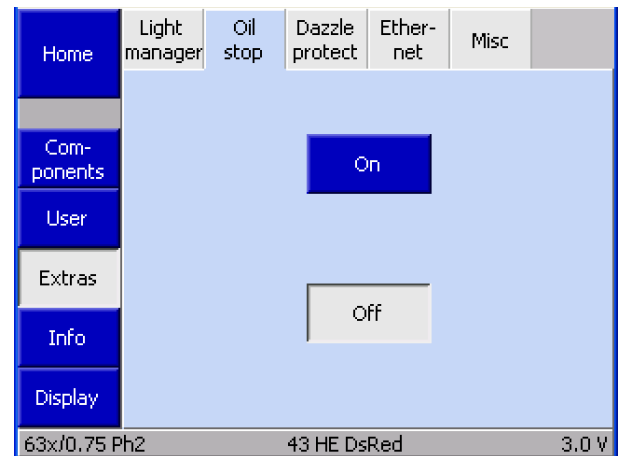 Home
Light
manager
Oil
stop
Dazzle
protect
Ether-
net
Misc
Com-
ponents
User
Extras
Info
Display
On
Off
63x/0.75 Ph2
43 HE DsRed
3.0 V